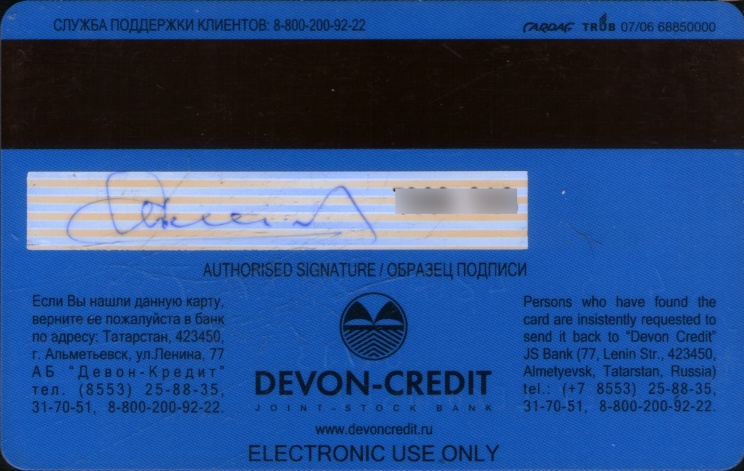 СЛУЖБА ПОДДЕРЖКИ КЛИЕНТОВ: 8-800-200-92-22
CARDAG TRÜB 07/06 68850000
AUTHORISED SIGNATURE / ОБРАЗЕЦ ПОДПИСИ
Если Вы нашли данную карту,
верните ее пожалуйста в банк
по адресу: Татарстан, 423450,
г. Альметьевск, ул.Ленина, 77
АБ "Девон-Кредит"
тел. (8553) 25-88-35,
31-70-51, 8-800-200-92-22.
DEVON-CREDIT
JOINT-STOCK BANK
www.devoncredit.ru
ELECTRONIC USE ONLY
Persons who have found the
card are insistently requested to
send it back to "Devon Credit"
JS Bank (77, Lenin Str., 423450,
Almetyevsk, Tatarstan, Russia)
tel.: (+7 8553) 25-88-35,
31-70-51, 8-800-200-92-22.